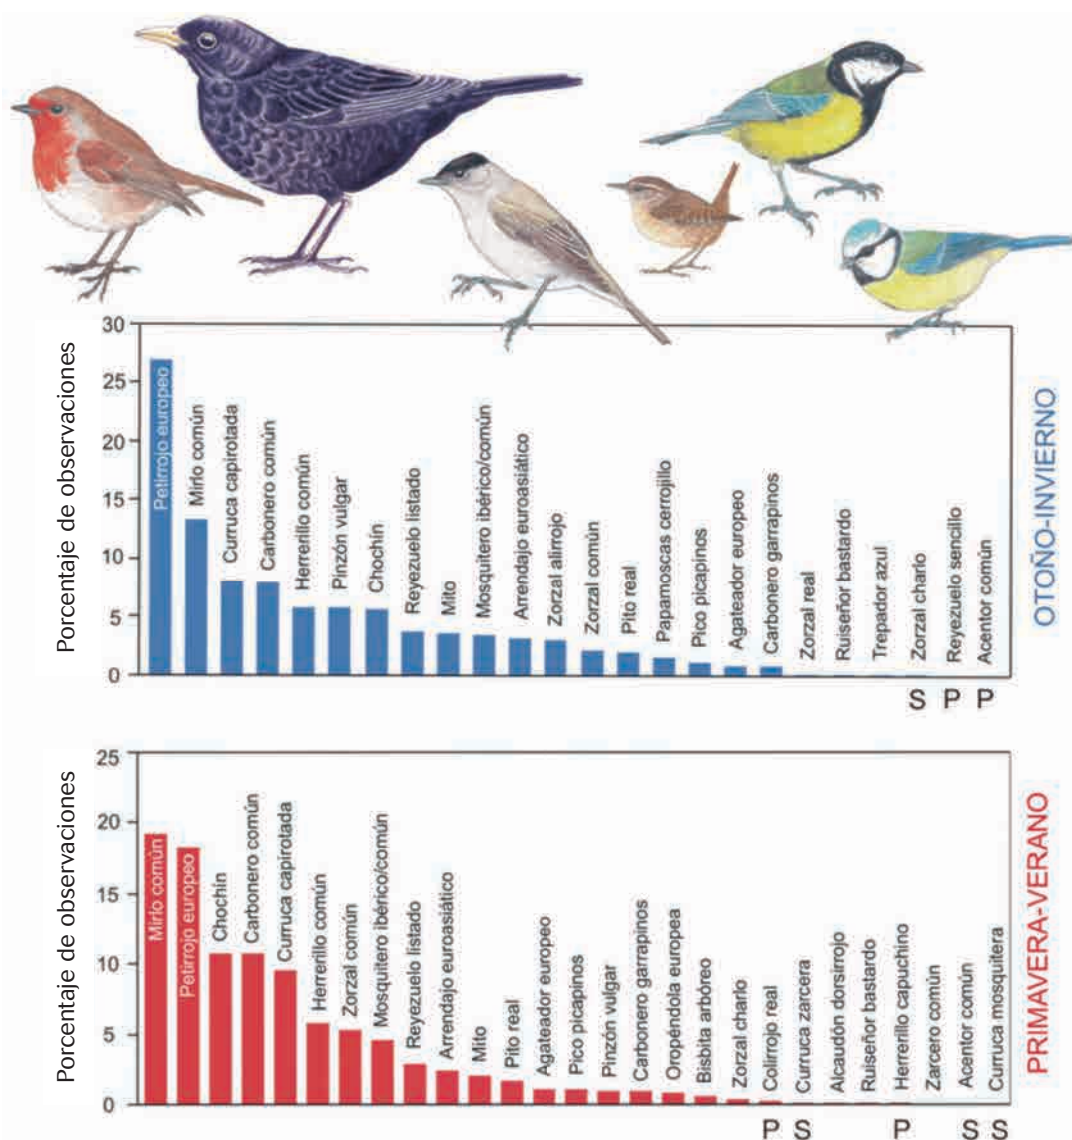 30
25
20
15
10
5
0
Porcentaje de observaciones
Petirrojo europeo
Mirlo común
Curruca capirotada
Carbonero común
Herrerillo común
Pinzón vulgar
Chochín
Reyezuelo listado
Mito
Mosquitero ibérico/común
Arrendajo euroasiático
Zorzal alirrojo
Zorzal común
Pito real
Papamoscas cerrojillo
Pico picapinos
Agateador europeo
Carbonero garrapinos
Zorzal real
Ruiseñor bastardo
Trepador azul
Zorzal charlo
Reyezuelo sencillo
Acentor común
S P P
OTOÑO-INVIERNO
25
20
15
10
5
0
Porcentaje de observaciones
Mirlo común
Petirrojo europeo
Chochín
Carbonero común
Curruca capirotada
Herrerillo común
Zorzal común
Mosquitero ibérico/común
Reyezuelo listado
Arrendajo euroasiático
Mito
Pito real
Agateador europeo
Pico picapinos
Pinzón vulgar
Carbonero garrapinos
Oropéndola europea
Bisbita arbóreo
Zorzal charlo
Colirrojo real
Curruca zarcera
Alcaudón dorsirrojo
Ruiseñor bastardo
Herrerillo capuchino
Zarcero común
Acentor común
Curruca mosquitera
P S P S S
PRIMAVERA-VERANO